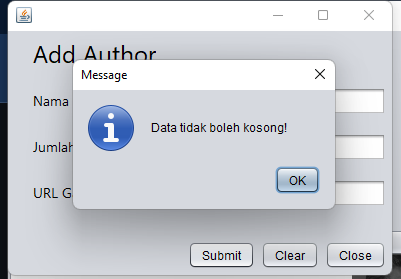 Add Author
Message
Data tidak boleh kosong!
OK
Nama
Jumlah
URL G
Submit Clear Close